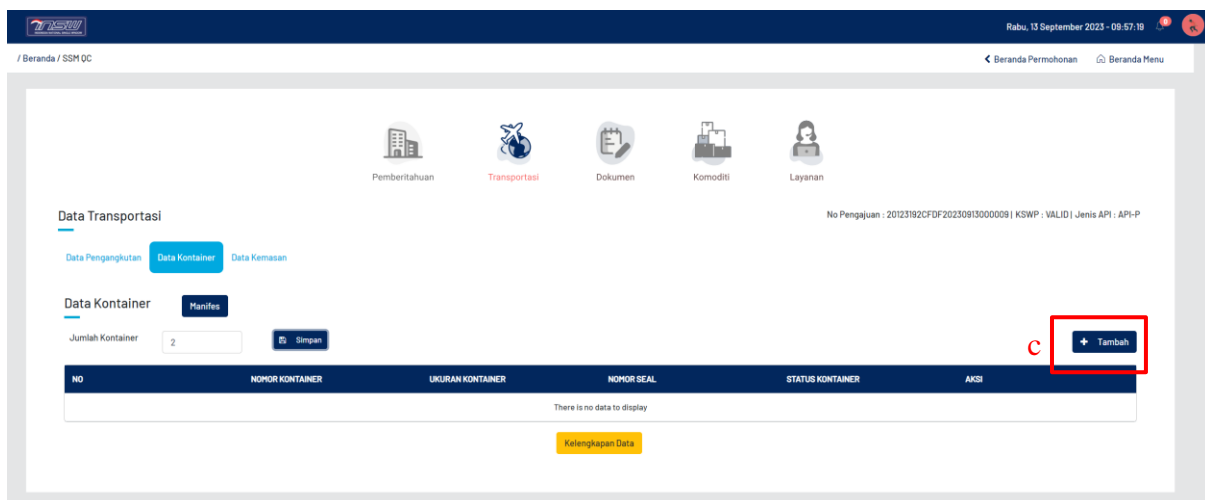 INSW
Rabu, 13 September 2023 - 09:57:19
0
/ Beranda / SSM QC
Beranda Permohonan
Beranda Menu
Pemberitahuan
Transportasi
Dokumen
Komoditi
Layanan
Data Transportasi
No Pengajuan : 20123192CFDF20230913000009 | KSWP : VALID | Jenis API : API-P
Data Pengangkutan
Data Kontainer
Data Kemasan
Data Kontainer
Manifes
Jumlah Kontainer
2
Simpan
c
+ Tambah
NO
NOMOR KONTAINER
UKURAN KONTAINER
NOMOR SEAL
STATUS KONTAINER
AKSI
There is no data to display
Kelengkapan Data